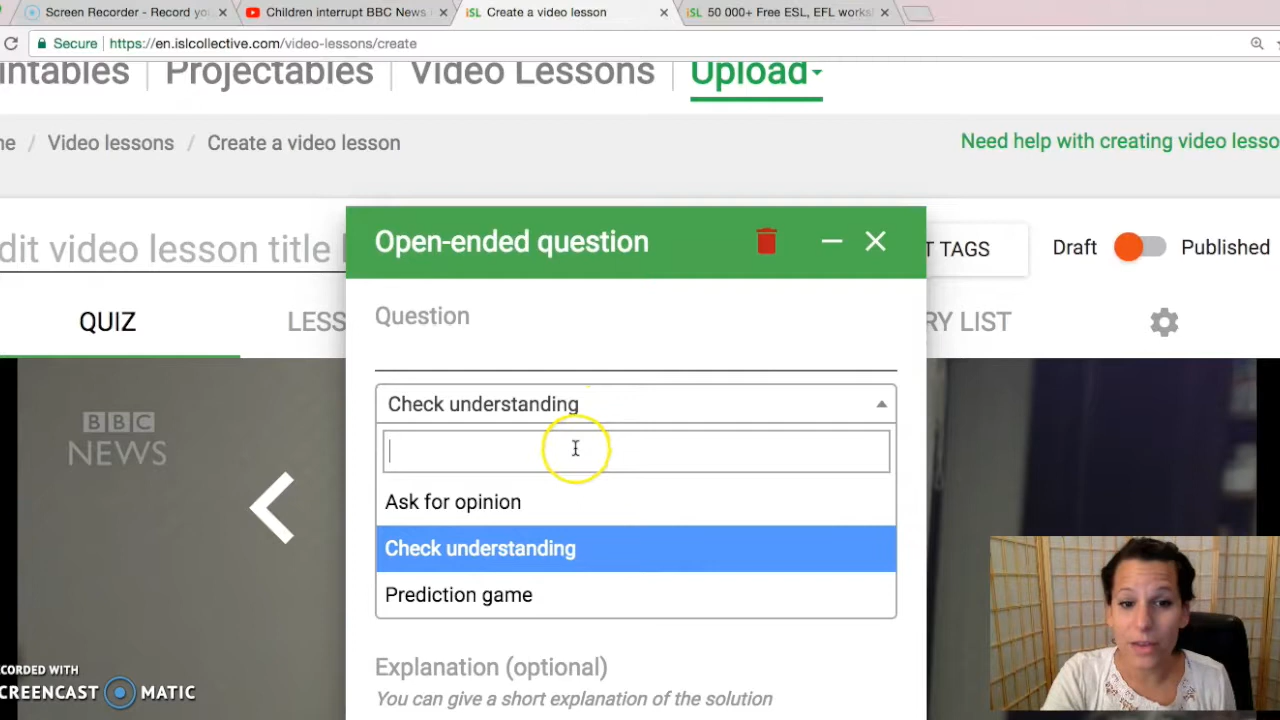 Screen Recorder - Record yo
Children interrupt BBC News
iSL Create a video lesson
iSL 50 000+ Free ESL, EFL works
Secure https://en.islcollective.com/video-lessons/create
intables Projectables Video Lessons Upload
me / Video lessons / Create a video lesson
Need help with creating video lesso
dit video lesson title
Open-ended question
T TAGS
Draft Published
QUIZ
LESS
RY LIST
Question
BBC
NEWS
Check understanding
Ask for opinion
Check understanding
Prediction game
Explanation (optional)
You can give a short explanation of the solution
CORDED WITH
SCREENCAST MATIC